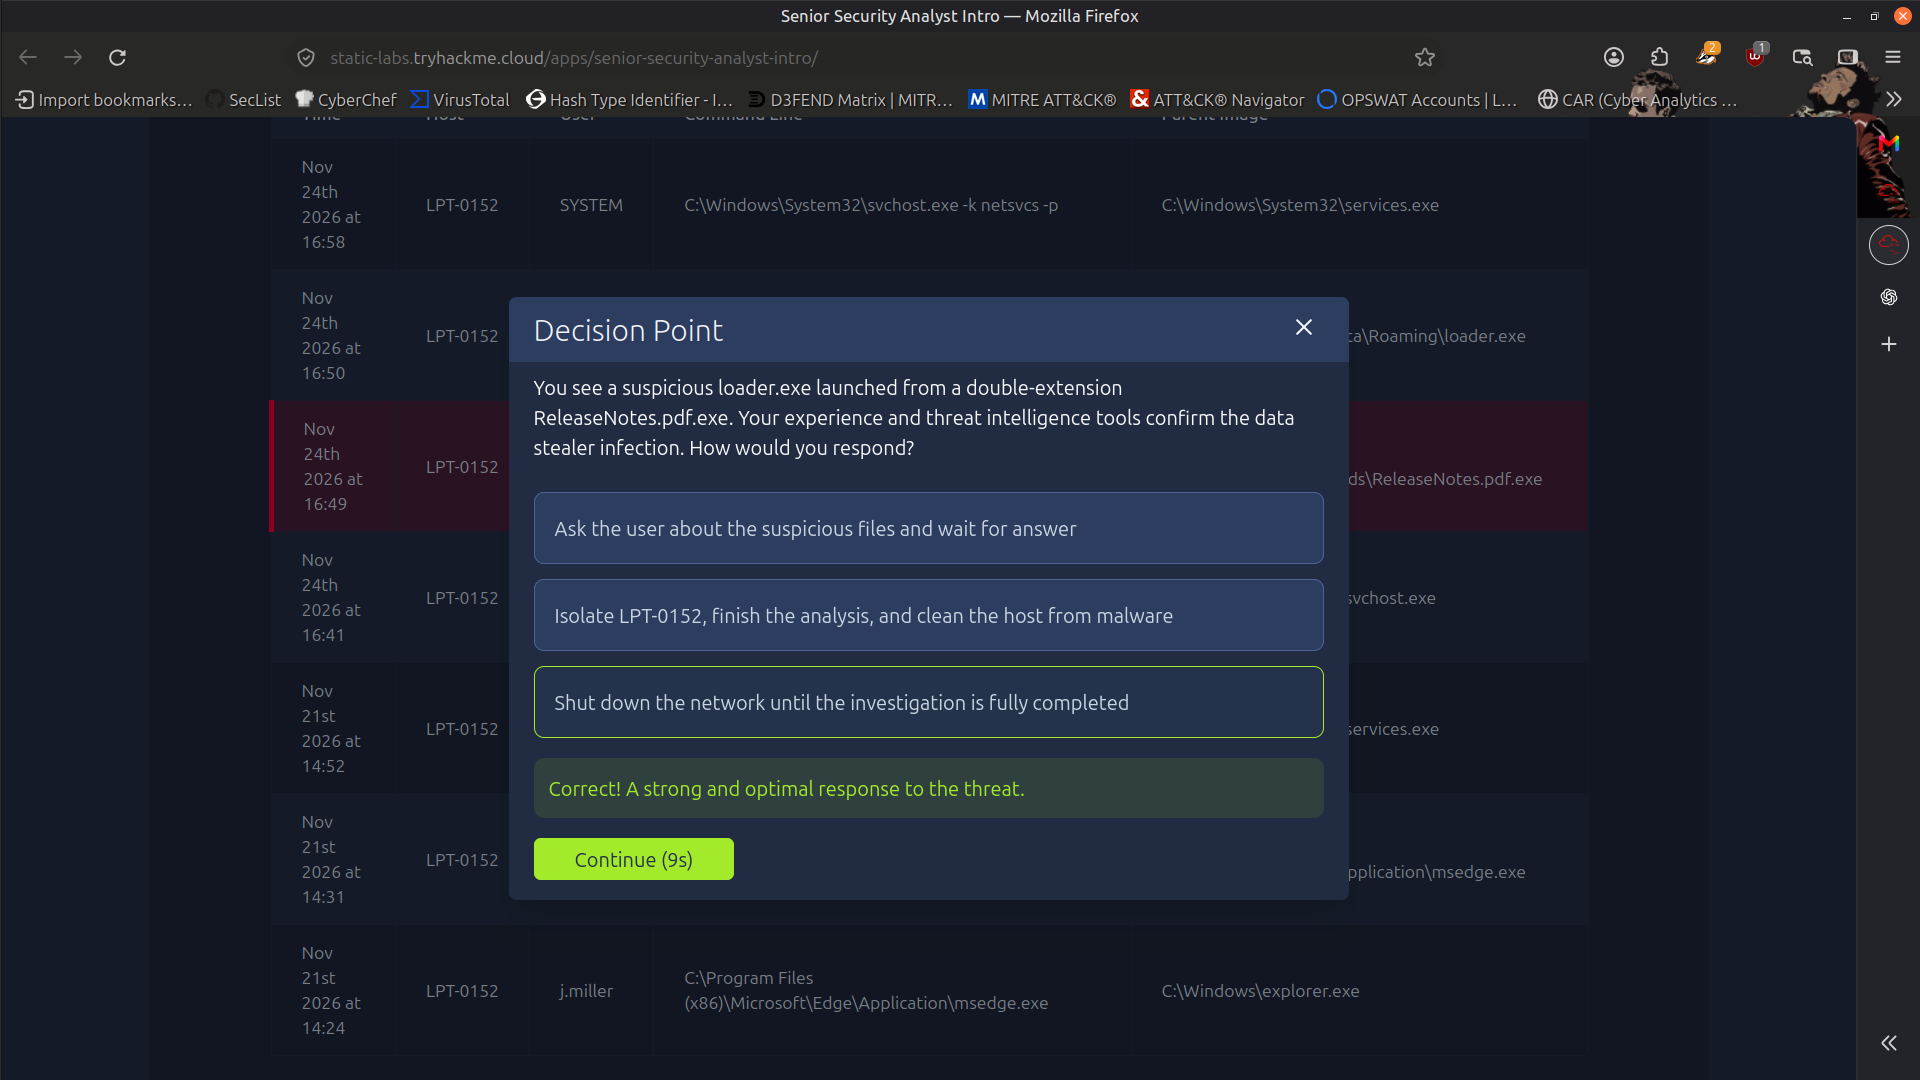 Senior Security Analyst Intro — Mozilla Firefox
static-labs.tryhackme.cloud/apps/senior-security-analyst-intro/
2
1
Import bookmarks... SecList CyberChef VirusTotal Hash Type Identifier - I... D3FEND Matrix | MITR... MITRE ATT&CK® ATT&CK® Navigator OPSWAT Accounts | L... CAR (Cyber Analytics ...
Time Host User Command Line Parent Image
Nov
24th
2026 at
16:58
LPT-0152
SYSTEM
C:\Windows\System32\svchost.exe -k netsvcs -p
C:\Windows\System32\services.exe
Nov
24th
2026 at
16:50
LPT-0152
ta\Roaming\loader.exe
Nov
24th
2026 at
16:49
LPT-0152
ds\ReleaseNotes.pdf.exe
Nov
24th
2026 at
16:41
LPT-0152
svchost.exe
Nov
21st
2026 at
14:52
LPT-0152
services.exe
Nov
21st
2026 at
14:31
LPT-0152
pplication\msedge.exe
Nov
21st
2026 at
14:24
LPT-0152
j.miller
C:\Program Files
(x86)\Microsoft\Edge\Application\msedge.exe
C:\Windows\explorer.exe
Decision Point
You see a suspicious loader.exe launched from a double-extension
ReleaseNotes.pdf.exe. Your experience and threat intelligence tools confirm the data
stealer infection. How would you respond?
Ask the user about the suspicious files and wait for answer
Isolate LPT-0152, finish the analysis, and clean the host from malware
Shut down the network until the investigation is fully completed
Correct! A strong and optimal response to the threat.
Continue (9s)